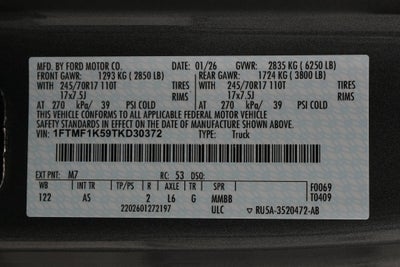 MFD. BY FORD MOTOR CO. 01/26 GVWR: 2835 KG (6250 LB)
FRONT GAWR: 1293 KG (2850 LB) REAR GAWR: 1724 KG (3800 LB)
WITH 245/70R17 110T TIRES WITH 245/70R17 110T TIRES
17x7.5J RIMS 17x7.5J RIMS
AT 270 kPa/ 39 PSI COLD AT 270 kPa/ 39 PSI COLD
THIS VEHICLE CONFORMS TO ALL APPLICABLE FEDERAL MOTOR VEHICLE
SAFETY STANDARDS IN EFFECT ON THE DATE OF MANUFACTURE SHOWN ABOVE.
VIN: 1FTMF1K59TKD30372 TYPE: Truck
EXT PNT: M7 RC: 53 DSO:
WB INT TR TP/PS R AXLE TR SPR F0069
122 AS 2 2 L6 G MMBB T0409
2202601272197 ULC RU5A-3520472-AB